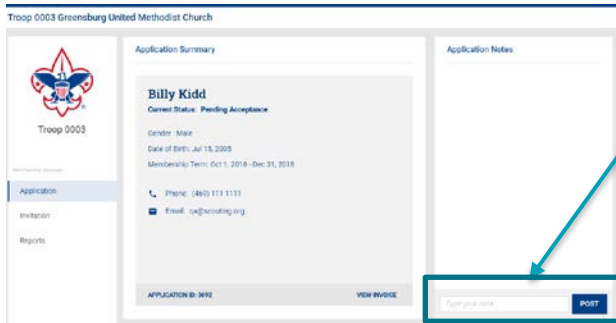 Troop 0003 Greensburg United Methodist Church
Troop 0003
Application
Invitation
Reports
Application Summary
Billy Kidd
Current Status: Pending Acceptance
Gender: Male
Date of Birth: Jul 15, 2005
Membership Term: Oct 1, 2018 - Dec 31, 2018
Phone: (469) 111 1111
Email: qa@scouting.org
APPLICATION ID: 3692
VIEW INVOICE
Application Notes
Type your note
POST